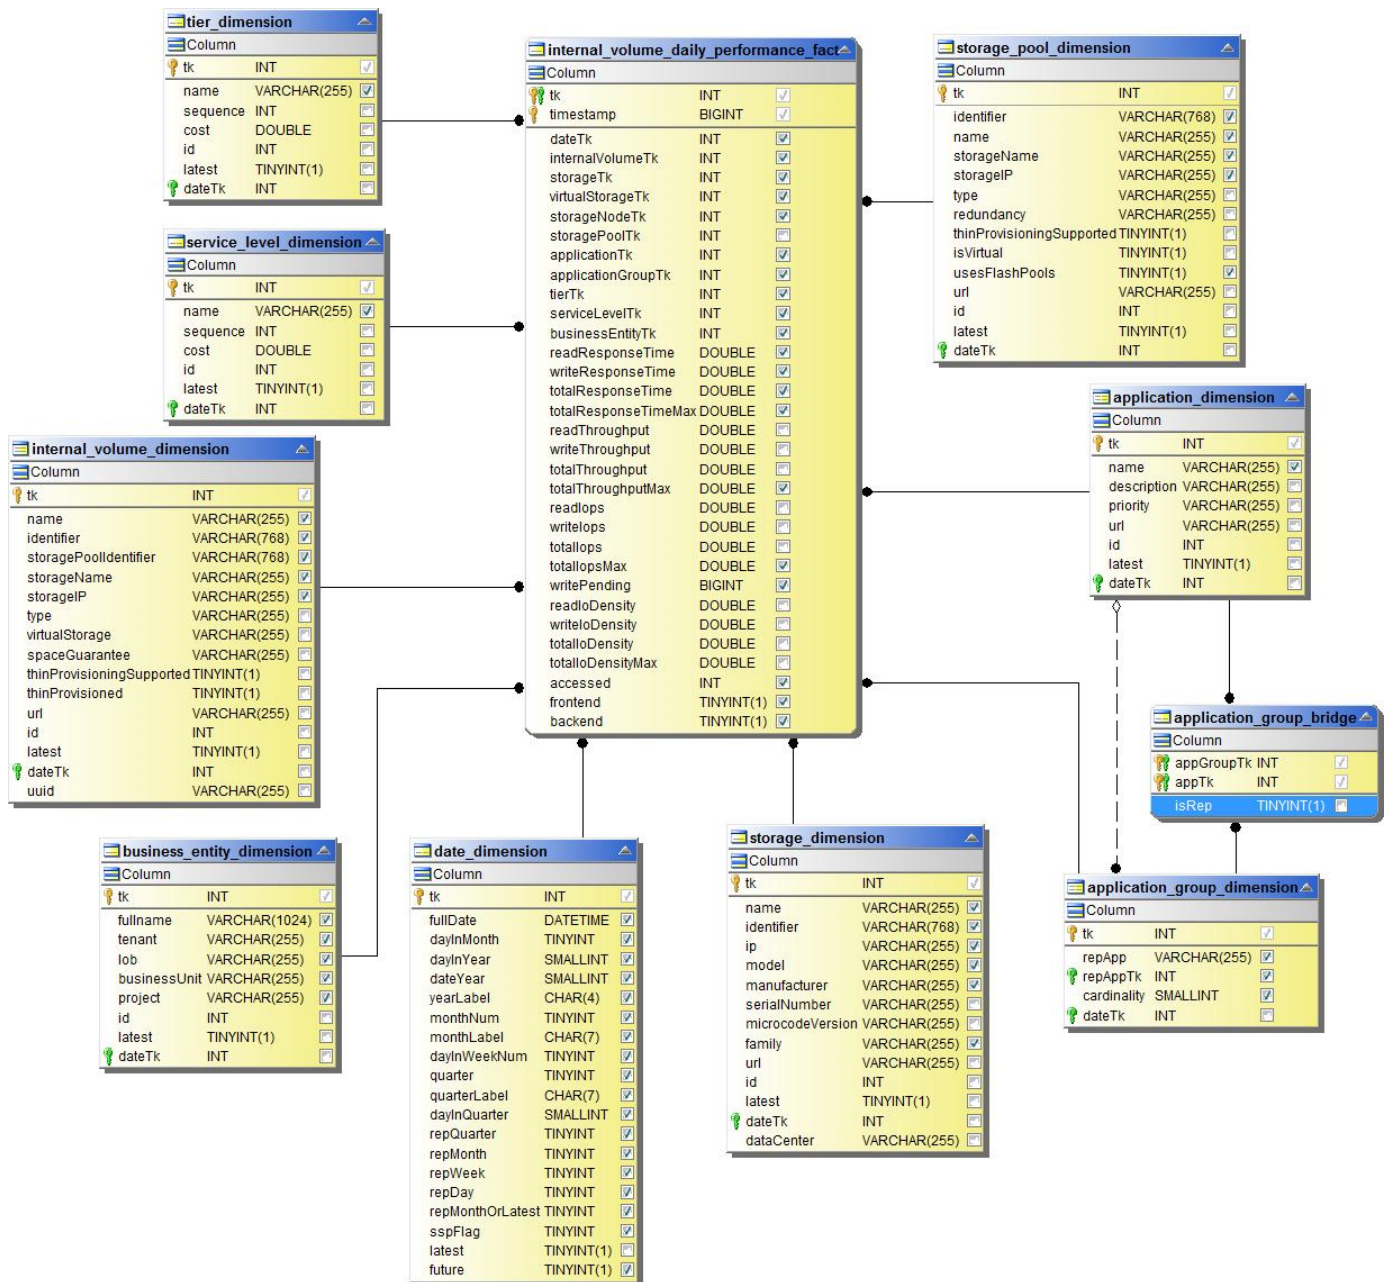 tier_dimension
Column
tk INT
name VARCHAR(255)
sequence INT
cost DOUBLE
id INT
latest TINYINT(1)
dateTk INT
service_level_dimension
Column
tk INT
name VARCHAR(255)
sequence INT
cost DOUBLE
id INT
latest TINYINT(1)
dateTk INT
internal_volume_dimension
Column
tk INT
name VARCHAR(255)
identifier VARCHAR(768)
storagePoolIdentifier VARCHAR(768)
storageName VARCHAR(255)
storageIP VARCHAR(255)
type VARCHAR(255)
virtualStorage VARCHAR(255)
spaceGuarantee VARCHAR(255)
thinProvisioningSupported TINYINT(1)
thinProvisioned TINYINT(1)
url VARCHAR(255)
id INT
latest TINYINT(1)
dateTk INT
uuid VARCHAR(255)
business_entity_dimension
Column
tk INT
fullname VARCHAR(1024)
tenant VARCHAR(255)
lob VARCHAR(255)
businessUnit VARCHAR(255)
project VARCHAR(255)
id INT
latest TINYINT(1)
dateTk INT
internal_volume_daily_performance_fact
Column
tk INT
timestamp BIGINT
dateTk INT
internalVolumeTk INT
storageTk INT
virtualStorageTk INT
storageNodeTk INT
storagePoolTk INT
applicationTk INT
applicationGroupTk INT
tierTk INT
serviceLevelTk INT
businessEntityTk INT
readResponseTime DOUBLE
writeResponseTime DOUBLE
totalResponseTime DOUBLE
totalResponseTimeMax DOUBLE
readThroughput DOUBLE
writeThroughput DOUBLE
totalThroughput DOUBLE
totalThroughputMax DOUBLE
readIops DOUBLE
writeIops DOUBLE
totalIops DOUBLE
totalIopsMax DOUBLE
writePending BIGINT
readIoDensity DOUBLE
writeIoDensity DOUBLE
totalIoDensity DOUBLE
totalIoDensityMax DOUBLE
accessed INT
frontend TINYINT(1)
backend TINYINT(1)
date_dimension
Column
tk INT
fullDate DATETIME
dayInMonth TINYINT
dayInYear SMALLINT
dateYear SMALLINT
yearLabel CHAR(4)
monthNum TINYINT
monthLabel CHAR(7)
dayInWeekNum TINYINT
quarter TINYINT
quarterLabel CHAR(7)
dayInQuarter SMALLINT
repQuarter TINYINT
repMonth TINYINT
repWeek TINYINT
repDay TINYINT
repMonthOrLatest TINYINT
sspFlag TINYINT
latest TINYINT(1)
future TINYINT(1)
storage_dimension
Column
tk INT
name VARCHAR(255)
identifier VARCHAR(768)
ip VARCHAR(255)
model VARCHAR(255)
manufacturer VARCHAR(255)
serialNumber VARCHAR(255)
microcodeVersion VARCHAR(255)
family VARCHAR(255)
url VARCHAR(255)
id INT
latest TINYINT(1)
dateTk INT
dataCenter VARCHAR(255)
storage_pool_dimension
Column
tk INT
identifier VARCHAR(768)
name VARCHAR(255)
storageName VARCHAR(255)
storageIP VARCHAR(255)
type VARCHAR(255)
redundancy VARCHAR(255)
thinProvisioningSupported TINYINT(1)
isVirtual TINYINT(1)
usesFlashPools TINYINT(1)
url VARCHAR(255)
id INT
latest TINYINT(1)
dateTk INT
application_dimension
Column
tk INT
name VARCHAR(255)
description VARCHAR(255)
priority VARCHAR(255)
url VARCHAR(255)
id INT
latest TINYINT(1)
dateTk INT
application_group_bridge
Column
appGroupTk INT
appTk INT
isRep TINYINT(1)
application_group_dimension
Column
tk INT
repApp VARCHAR(255)
repAppTk INT
cardinality SMALLINT
dateTk INT